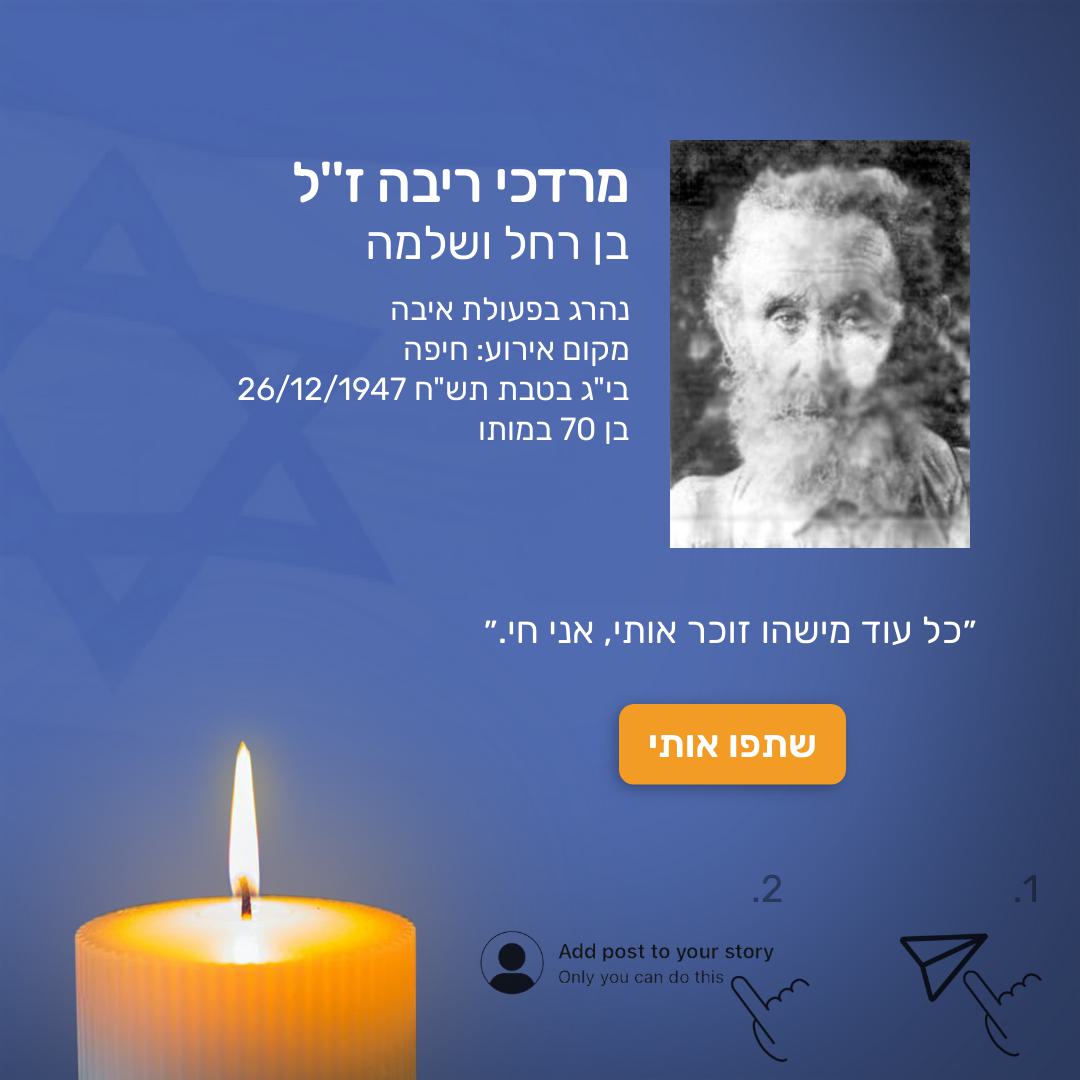 מרדכי ריבה ז"ל
בן רחל ושלמה
נהרג בפעולת איבה
מקום אירוע: חיפה
בי"ג בטבת תש"ח 26/12/1947
בן 70 במותו
״כל עוד מישהו זוכר אותי, אני חי.״
שתפו אותי
1.
2.
Add post to your story
Only you can do this